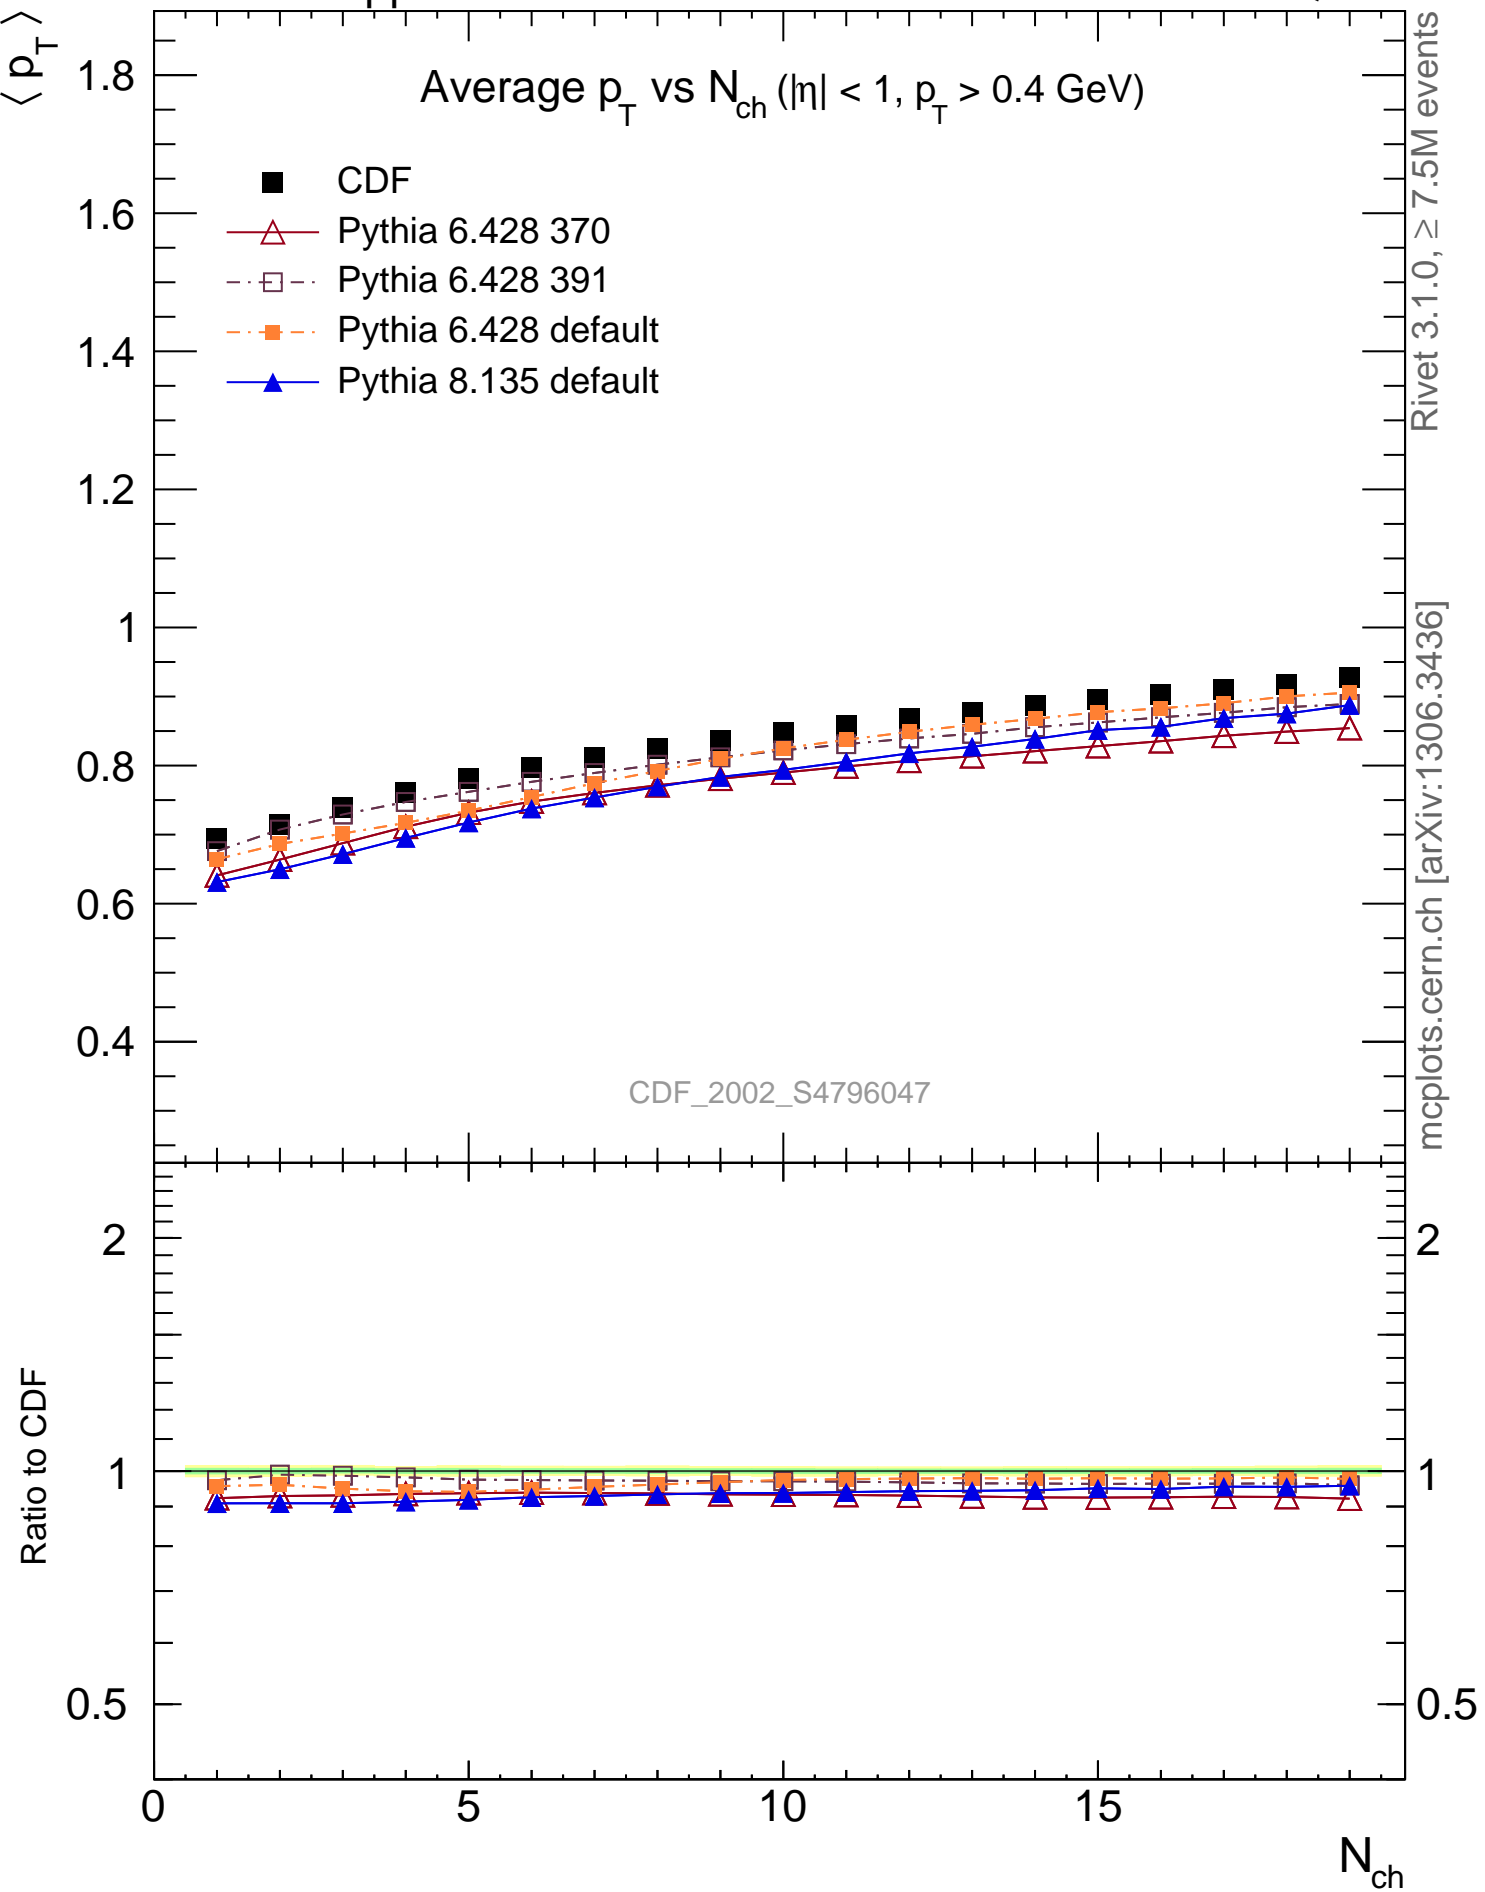 ⟨ p_T ⟩
Average p_T vs N_ch (|η| < 1, p_T > 0.4 GeV)
CDF
Pythia 6.428 370
Pythia 6.428 391
Pythia 6.428 default
Pythia 8.135 default
1.8
1.6
1.4
1.2
1
0.8
0.6
0.4
CDF_2002_S4796047
Rivet 3.1.0, ≥ 7.5M events
mcplots.cern.ch [arXiv:1306.3436]
Ratio to CDF
2
1
0.5
2
1
0.5
0 5 10 15
N_ch